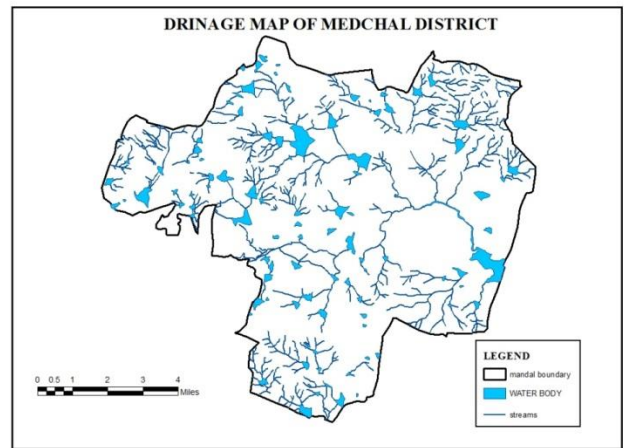 DRINAGE MAP OF MEDCHAL DISTRICT
LEGEND
mandal boundary
WATER BODY
streams
0 0.5 1 2 3 4
Miles